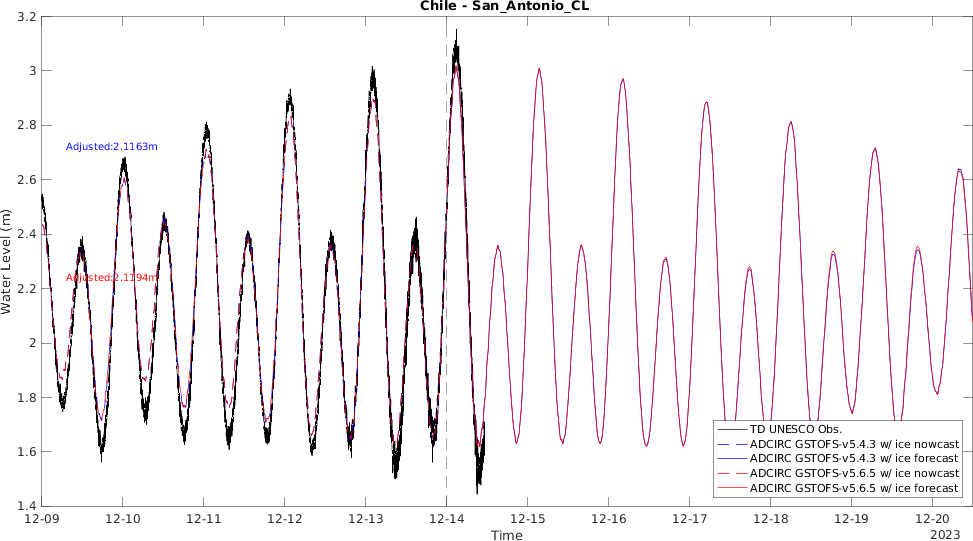 Chile - San_Antonio_CL
3.2
3
2.8
2.6
2.4
2.2
2
1.8
1.6
1.4
Water Level (m)
Adjusted:2.1163m
Adjusted:2.1194m
TD UNESCO Obs.
ADCIRC GSTOFS-v5.4.3 w/ ice nowcast
ADCIRC GSTOFS-v5.4.3 w/ ice forecast
ADCIRC GSTOFS-v5.6.5 w/ ice nowcast
ADCIRC GSTOFS-v5.6.5 w/ ice forecast
12-09 12-10 12-11 12-12 12-13 12-14 12-15 12-16 12-17 12-18 12-19 12-20
2023
Time